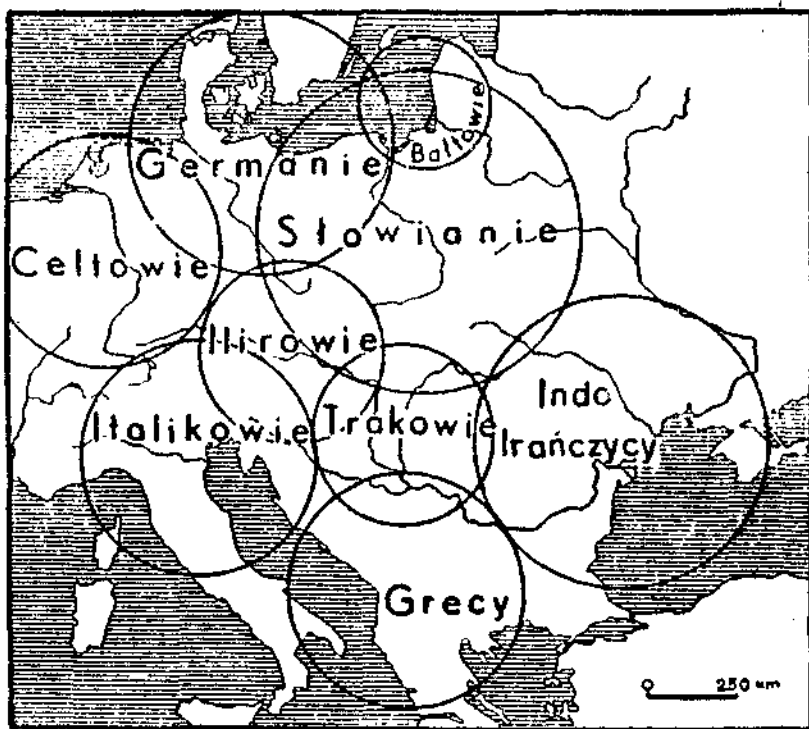 Bałtowie
Germanie
Słowianie
Celtowie
Ilirowie
Indo
Irańczycy
Italikowie
Trakowie
Grecy
0 250 km